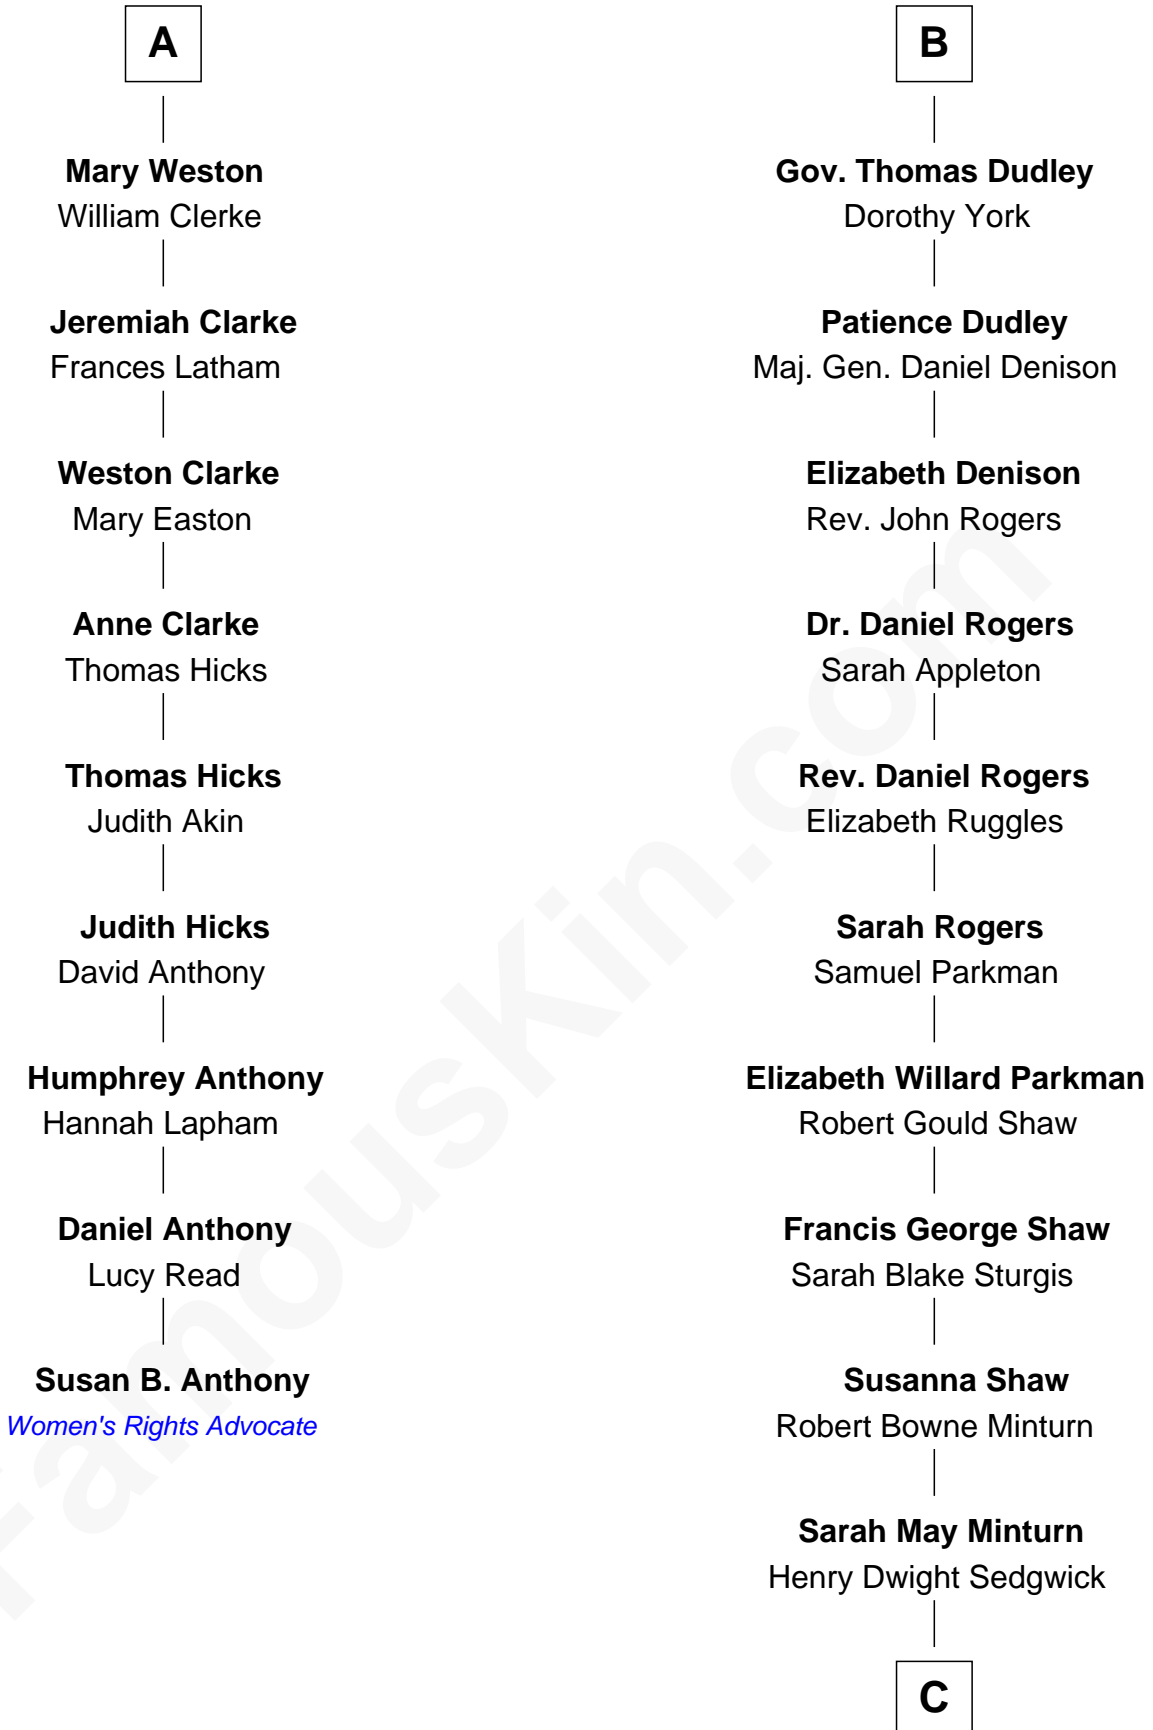 A
Mary Weston
William Clerke
Jeremiah Clarke
Frances Latham
Weston Clarke
Mary Easton
Anne Clarke
Thomas Hicks
Thomas Hicks
Judith Akin
Judith Hicks
David Anthony
Humphrey Anthony
Hannah Lapham
Daniel Anthony
Lucy Read
Susan B. Anthony
Women's Rights Advocate
B
Gov. Thomas Dudley
Dorothy York
Patience Dudley
Maj. Gen. Daniel Denison
Elizabeth Denison
Rev. John Rogers
Dr. Daniel Rogers
Sarah Appleton
Rev. Daniel Rogers
Elizabeth Ruggles
Sarah Rogers
Samuel Parkman
Elizabeth Willard Parkman
Robert Gould Shaw
Francis George Shaw
Sarah Blake Sturgis
Susanna Shaw
Robert Bowne Minturn
Sarah May Minturn
Henry Dwight Sedgwick
C
FamousKin.com